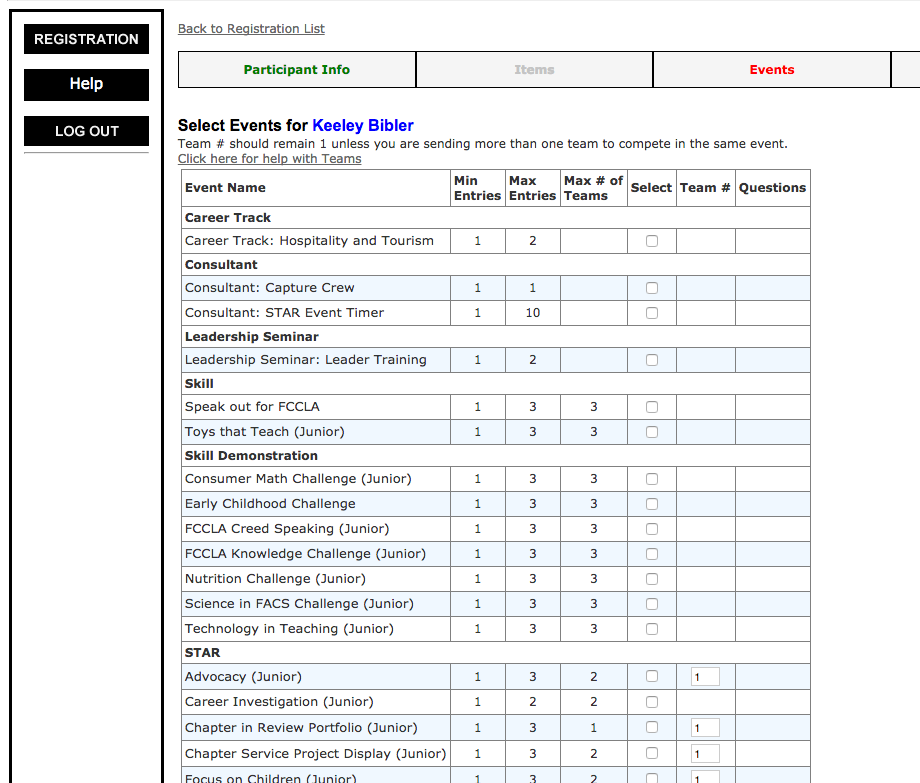 REGISTRATION
Help
LOG OUT
Back to Registration List
Participant Info Items Events
Select Events for Keeley Bibler
Team # should remain 1 unless you are sending more than one team to compete in the same event.
Click here for help with Teams
Event Name Min Entries Max Entries Max # of Teams Select Team # Questions
Career Track
Career Track: Hospitality and Tourism 1 2
Consultant
Consultant: Capture Crew 1 1
Consultant: STAR Event Timer 1 10
Leadership Seminar
Leadership Seminar: Leader Training 1 2
Skill
Speak out for FCCLA 1 3 3
Toys that Teach (Junior) 1 3 3
Skill Demonstration
Consumer Math Challenge (Junior) 1 3 3
Early Childhood Challenge 1 3 3
FCCLA Creed Speaking (Junior) 1 3 3
FCCLA Knowledge Challenge (Junior) 1 3 3
Nutrition Challenge (Junior) 1 3 3
Science in FACS Challenge (Junior) 1 3 3
Technology in Teaching (Junior) 1 3 3
STAR
Advocacy (Junior) 1 3 2 1
Career Investigation (Junior) 1 2 2
Chapter in Review Portfolio (Junior) 1 3 1 1
Chapter Service Project Display (Junior) 1 3 2 1
Focus on Children (Junior) 1 3 2 1